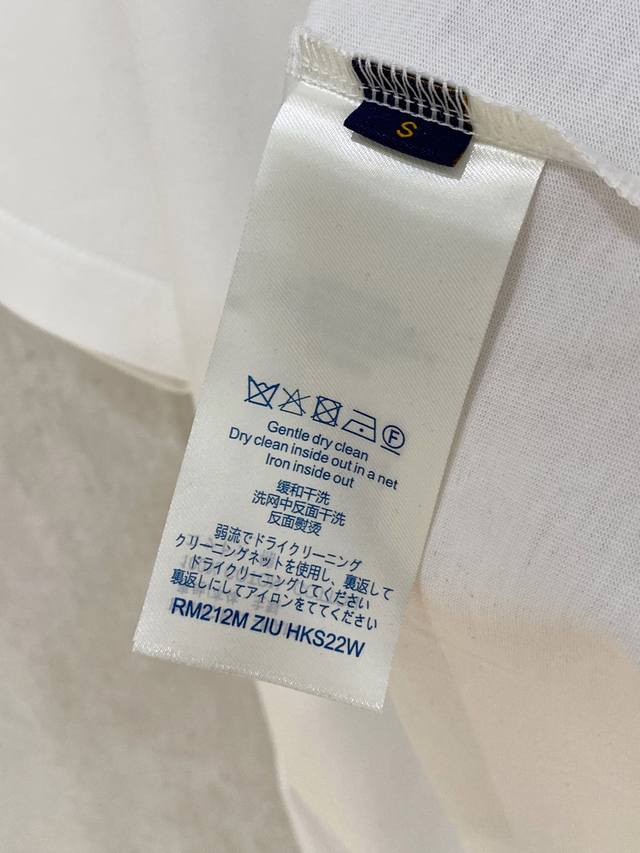 S
F
Gentle dry clean
Dry clean inside out in a net
Iron inside out
缓和干洗
洗网中反面干洗
反面熨烫
弱流でドライクリーニング
クリーニングネットを使用し、裏返して
ドライクリーニングしてください
裏返しにしてアイロンをててください
RM212M ZIU HKS22W